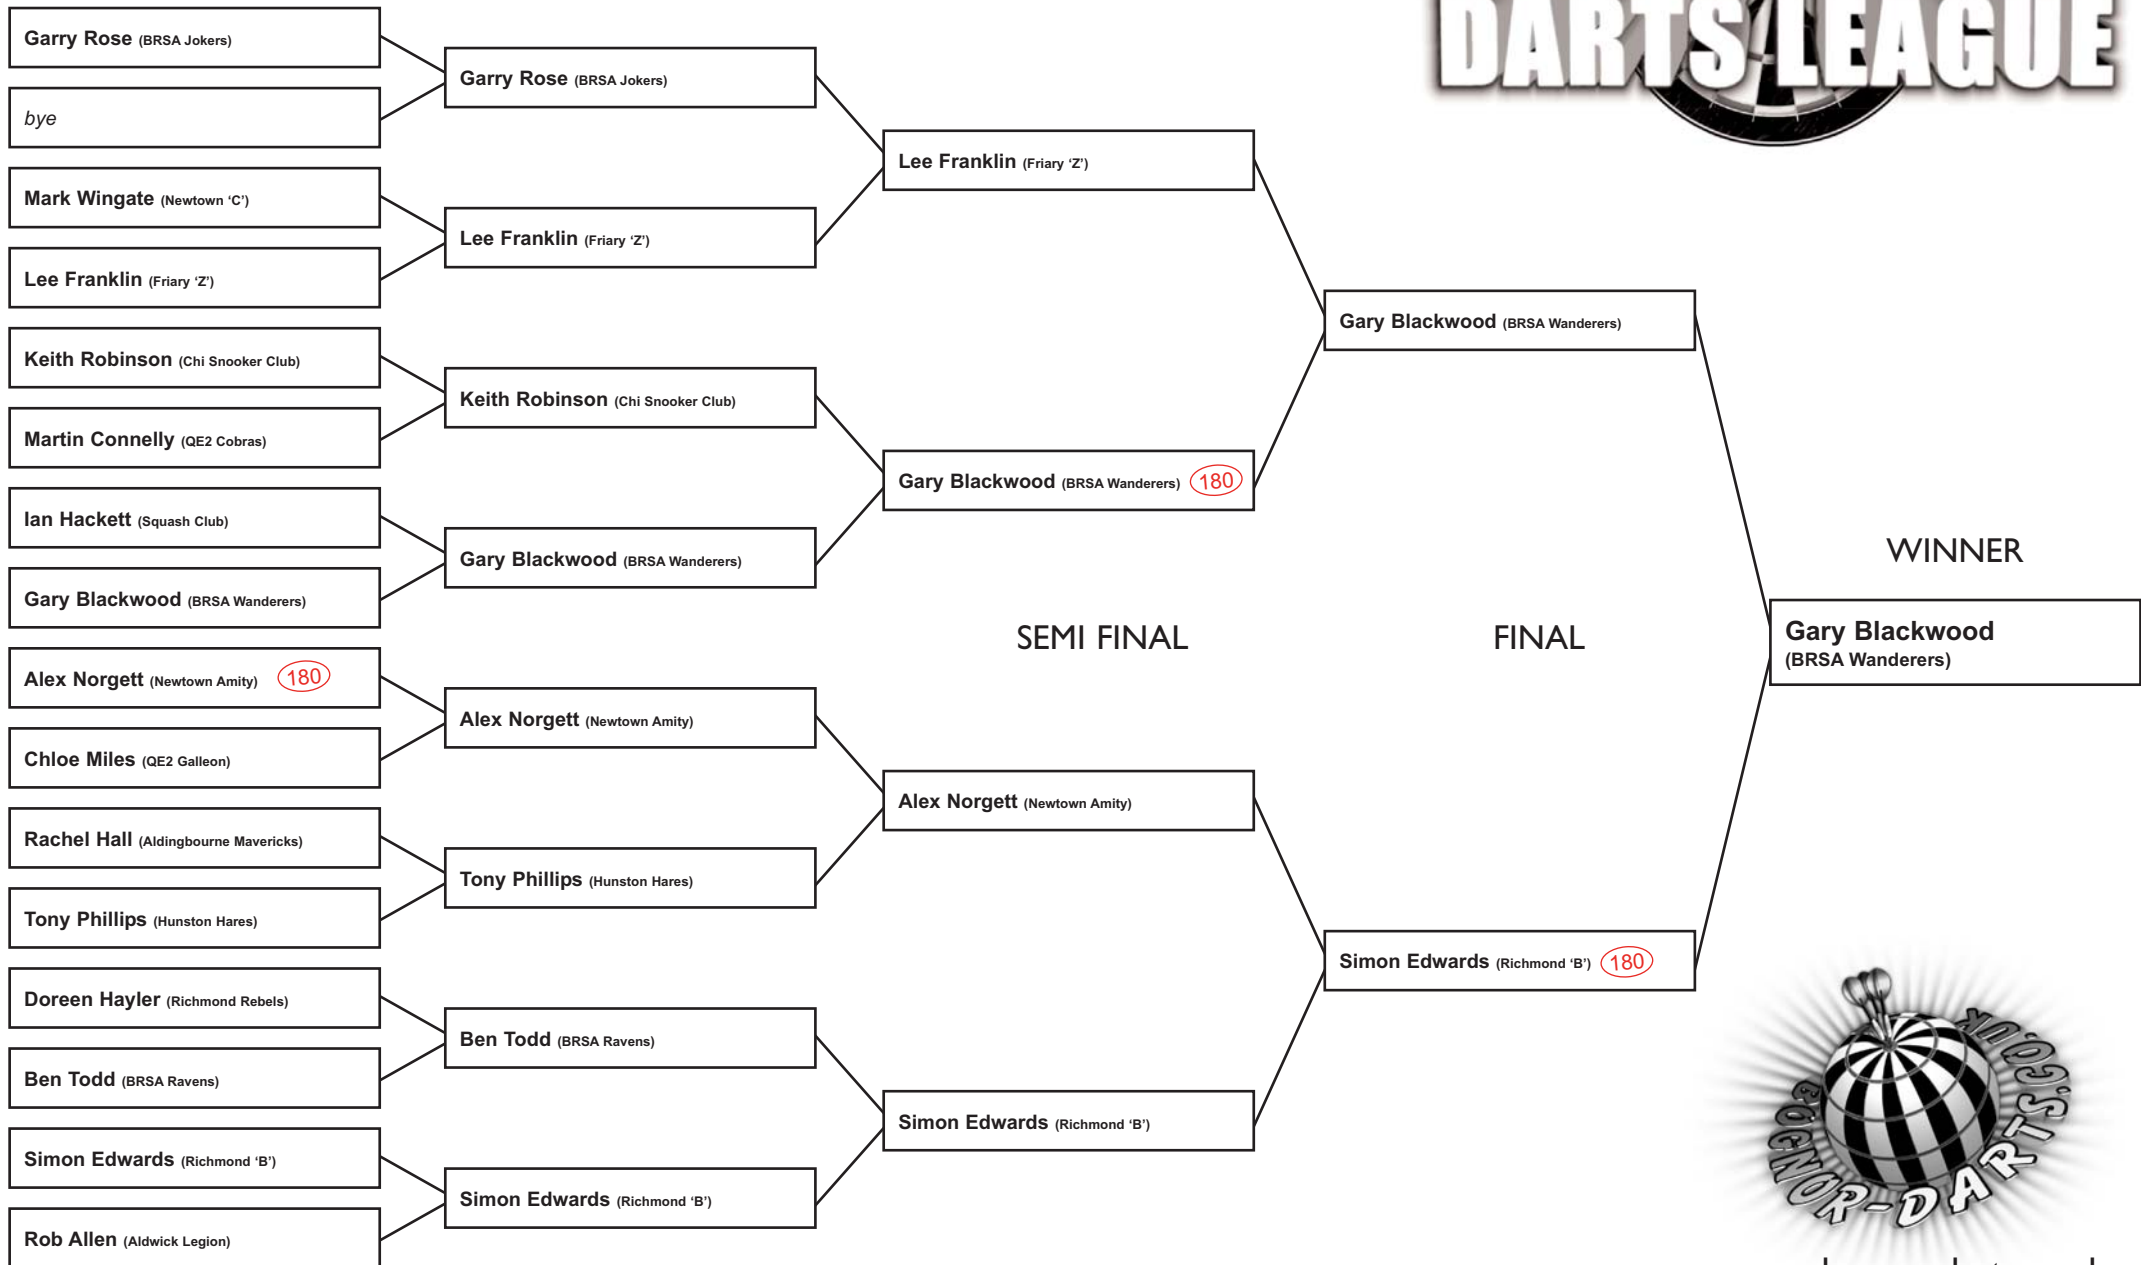 DARTS LEAGUE
Garry Rose (BRSA Jokers)
bye
Mark Wingate (Newtown ‘C’)
Lee Franklin (Friary ‘Z’)
Keith Robinson (Chi Snooker Club)
Martin Connelly (QE2 Cobras)
Ian Hackett (Squash Club)
Gary Blackwood (BRSA Wanderers)
Alex Norgett (Newtown Amity) 180
Chloe Miles (QE2 Galleon)
Rachel Hall (Aldingbourne Mavericks)
Tony Phillips (Hunston Hares)
Doreen Hayler (Richmond Rebels)
Ben Todd (BRSA Ravens)
Simon Edwards (Richmond ‘B’)
Rob Allen (Aldwick Legion)
Garry Rose (BRSA Jokers)
Lee Franklin (Friary ‘Z’)
Keith Robinson (Chi Snooker Club)
Gary Blackwood (BRSA Wanderers)
Alex Norgett (Newtown Amity)
Tony Phillips (Hunston Hares)
Ben Todd (BRSA Ravens)
Simon Edwards (Richmond ‘B’)
Lee Franklin (Friary ‘Z’)
Gary Blackwood (BRSA Wanderers) 180
SEMI FINAL
Alex Norgett (Newtown Amity)
Simon Edwards (Richmond ‘B’)
Gary Blackwood (BRSA Wanderers)
FINAL
Simon Edwards (Richmond ‘B’) 180
WINNER
Gary Blackwood
(BRSA Wanderers)
BOGNOR-DARTS.CO.UK